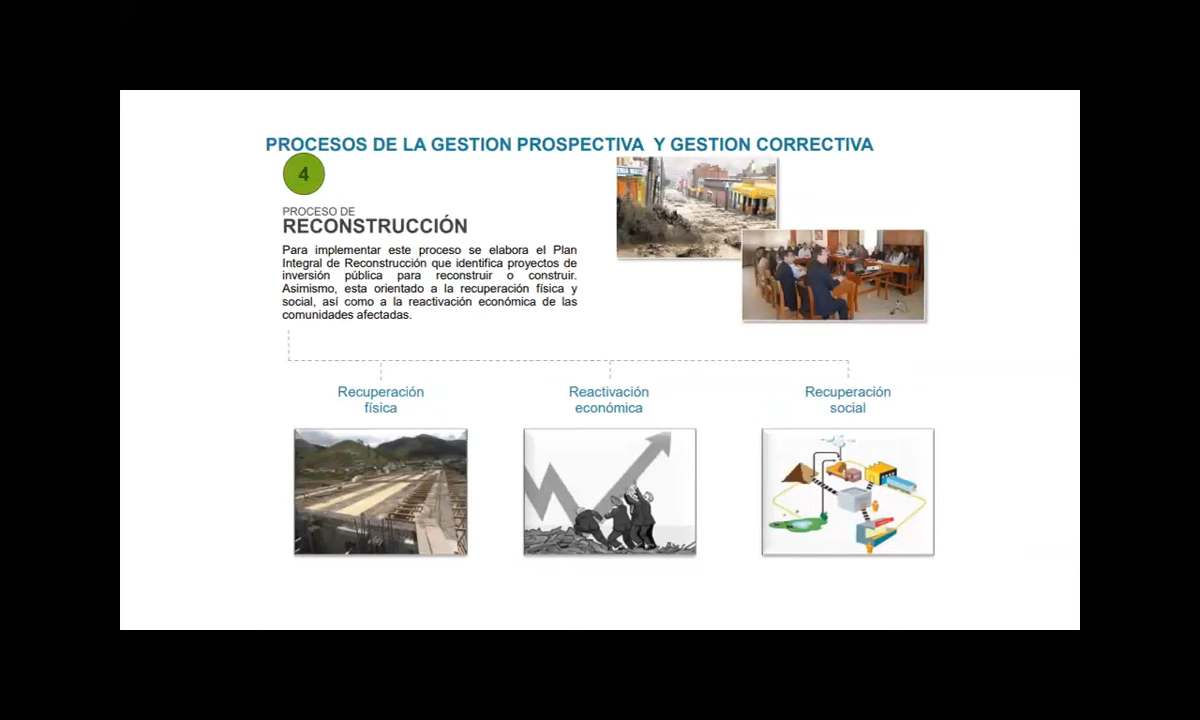 PROCESOS DE LA GESTION PROSPECTIVA Y GESTION CORRECTIVA
4
PROCESO DE
RECONSTRUCCIÓN
Para implementar este proceso se elabora el Plan
Integral de Reconstrucción que identifica proyectos de
inversión pública para reconstruir o construir.
Asimismo, esta orientado a la recuperación física y
social, así como a la reactivación económica de las
comunidades afectadas.
Recuperación
física
Reactivación
económica
Recuperación
social